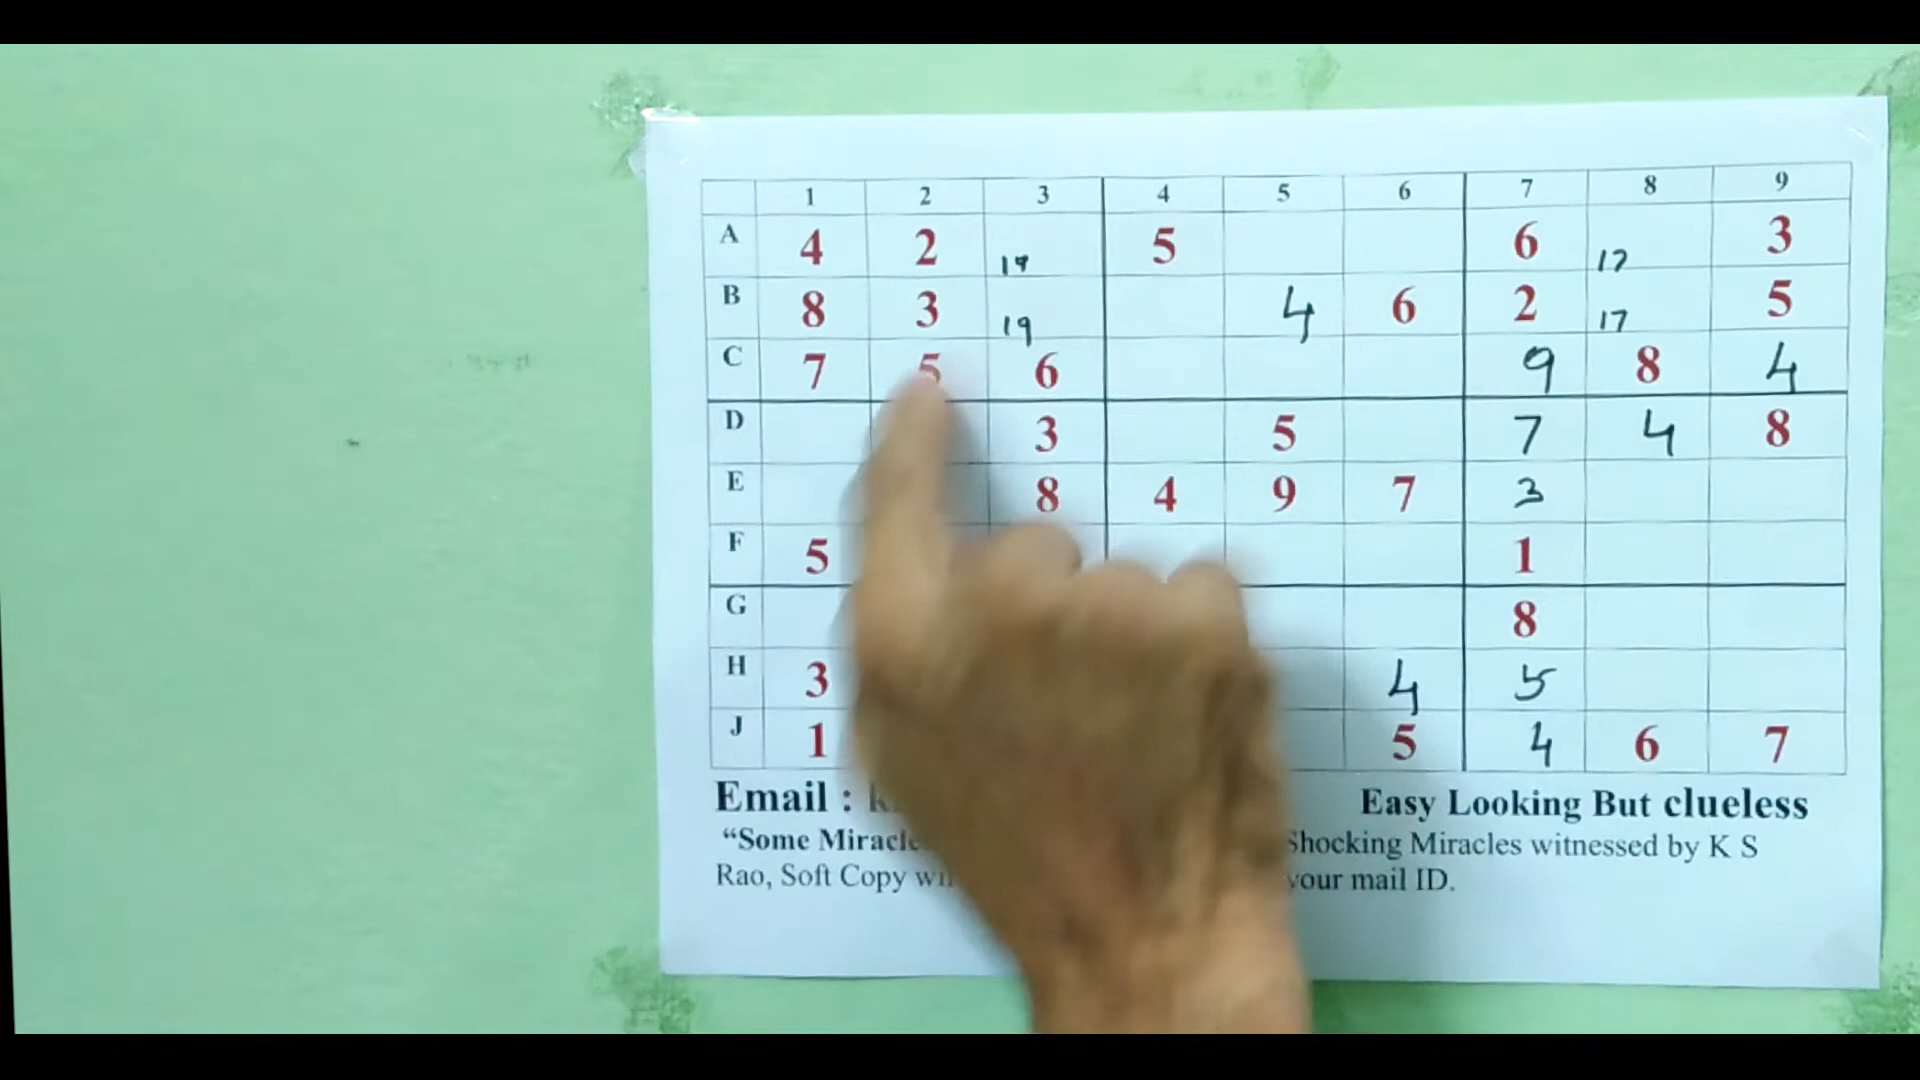 1 2 3 4 5 6 7 8 9
A 4 2 19 5 6 17 3
B 8 3 19 4 6 2 17 5
C 7 5 6 9 8 4
D 3 5 7 4 8
E 8 4 9 7 3
F 5 1
G 8
H 3 4 5
J 1 5 4 6 7
Email : Easy Looking But clueless
“Some Shocking Miracles witnessed by K S
Rao, Soft Copy your mail ID.